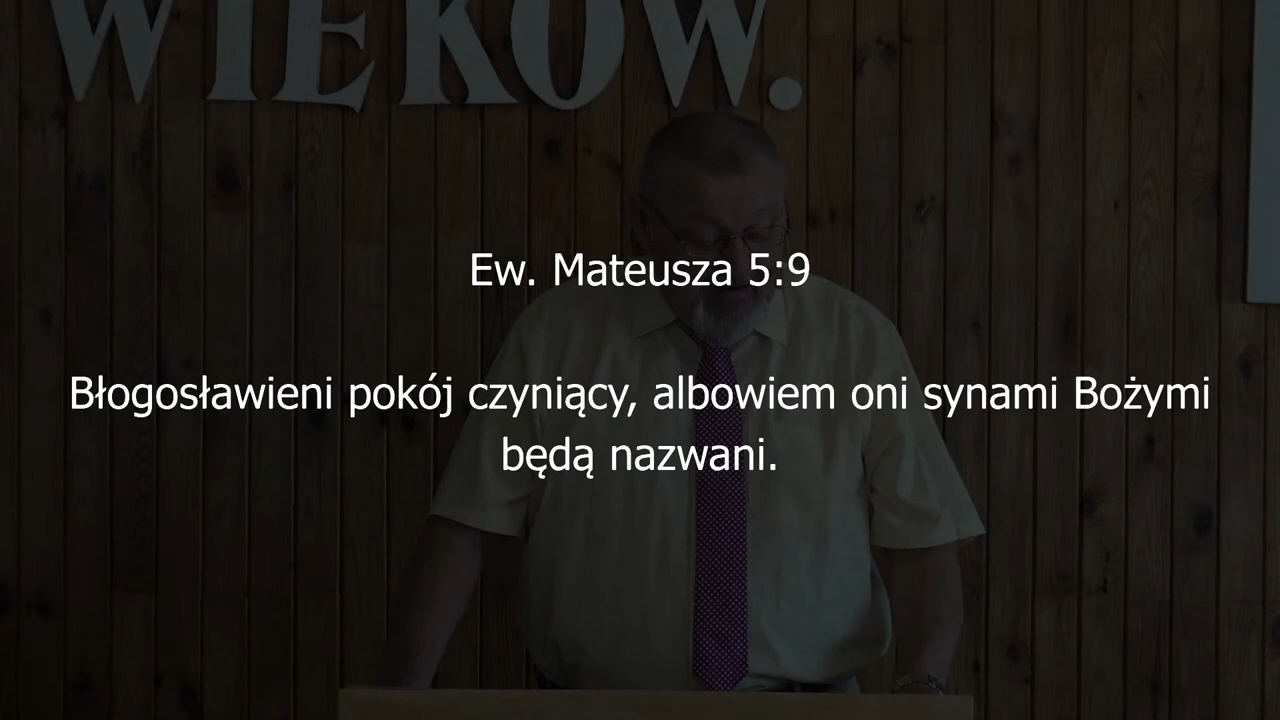 WIEKÓW.
Ew. Mateusza 5:9
Błogosławieni pokój czyniący, albowiem oni synami Bożymi
będą nazwani.